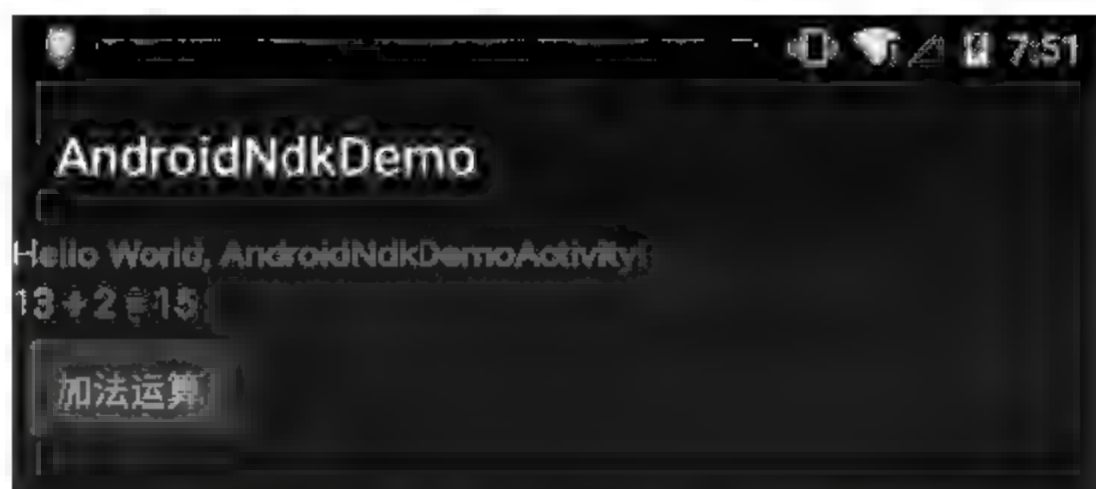 7:51
AndroidNdkDemo
Hello World, AndroidNdkDemoActivity!
13+2=15
加法运算